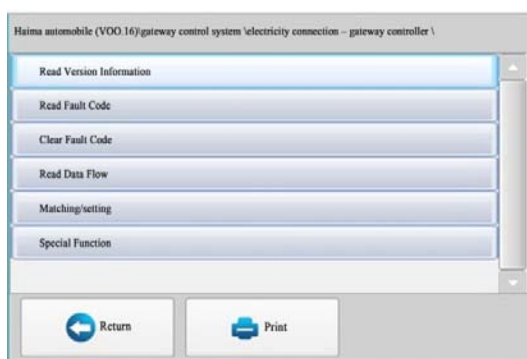 Haima automobile (VOO.16)\gateway control system \electricity connection – gateway controller \
Read Version Information
Read Fault Code
Clear Fault Code
Read Data Flow
Matching/setting
Special Function
Return
Print